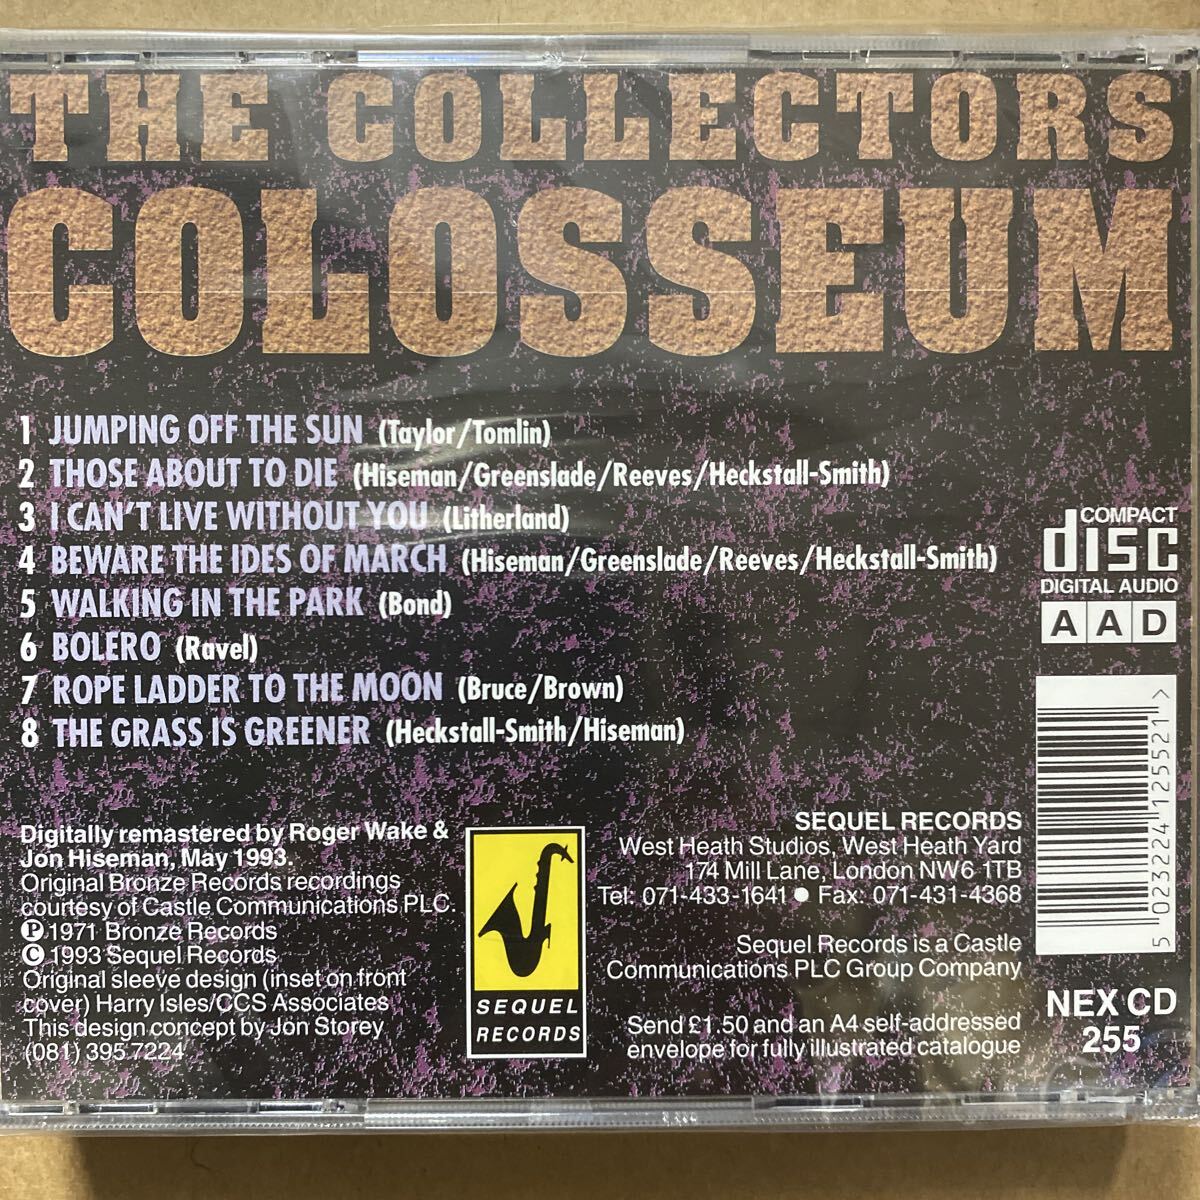 THE COLLECTORS
COLOSSEUM
1 JUMPING OFF THE SUN (Taylor/Tomlin)
2 THOSE ABOUT TO DIE (Hiseman/Greenslade/Reeves/Heckstall-Smith)
3 I CAN'T LIVE WITHOUT YOU (Litherland)
4 BEWARE THE IDES OF MARCH (Hiseman/Greenslade/Reeves/Heckstall-Smith)
5 WALKING IN THE PARK (Bond)
6 BOLERO (Ravel)
7 ROPE LADDER TO THE MOON (Bruce/Brown)
8 THE GRASS IS GREENER (Heckstall-Smith/Hiseman)
COMPACT
disc
DIGITAL AUDIO
A A D
5 023224 125521 >
NEX CD
255
Digitally remastered by Roger Wake &
Jon Hiseman, May 1993.
Original Bronze Records recordings
courtesy of Castle Communications PLC.
Ⓟ 1971 Bronze Records
© 1993 Sequel Records
Original sleeve design (inset on front
cover) Harry Isles/CCS Associates
This design concept by Jon Storey
(081) 395 7224
SEQUEL
RECORDS
SEQUEL RECORDS
West Heath Studios, West Heath Yard
174 Mill Lane, London NW6 1TB
Tel: 071-433-1641 ● Fax: 071-431-4368
Sequel Records is a Castle
Communications PLC Group Company
Send £1.50 and an A4 self-addressed
envelope for fully illustrated catalogue